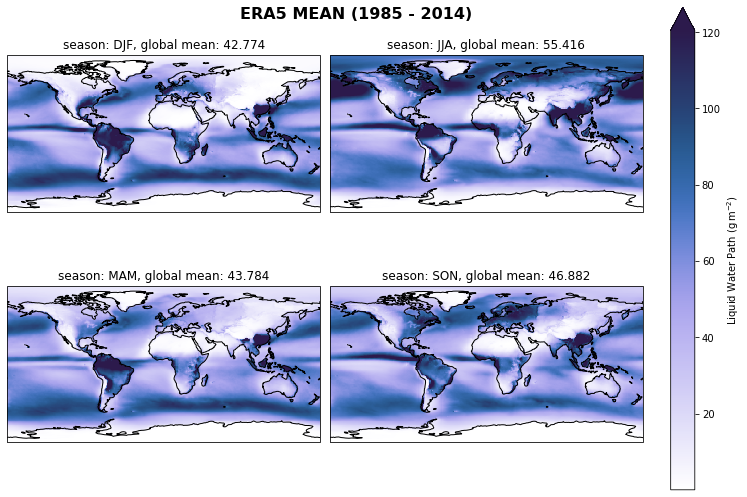 ERA5 MEAN (1985 - 2014)
season: DJF, global mean: 42.774
season: JJA, global mean: 55.416
season: MAM, global mean: 43.784
season: SON, global mean: 46.882
120
100
80
60
40
20
Liquid Water Path (g m⁻²)